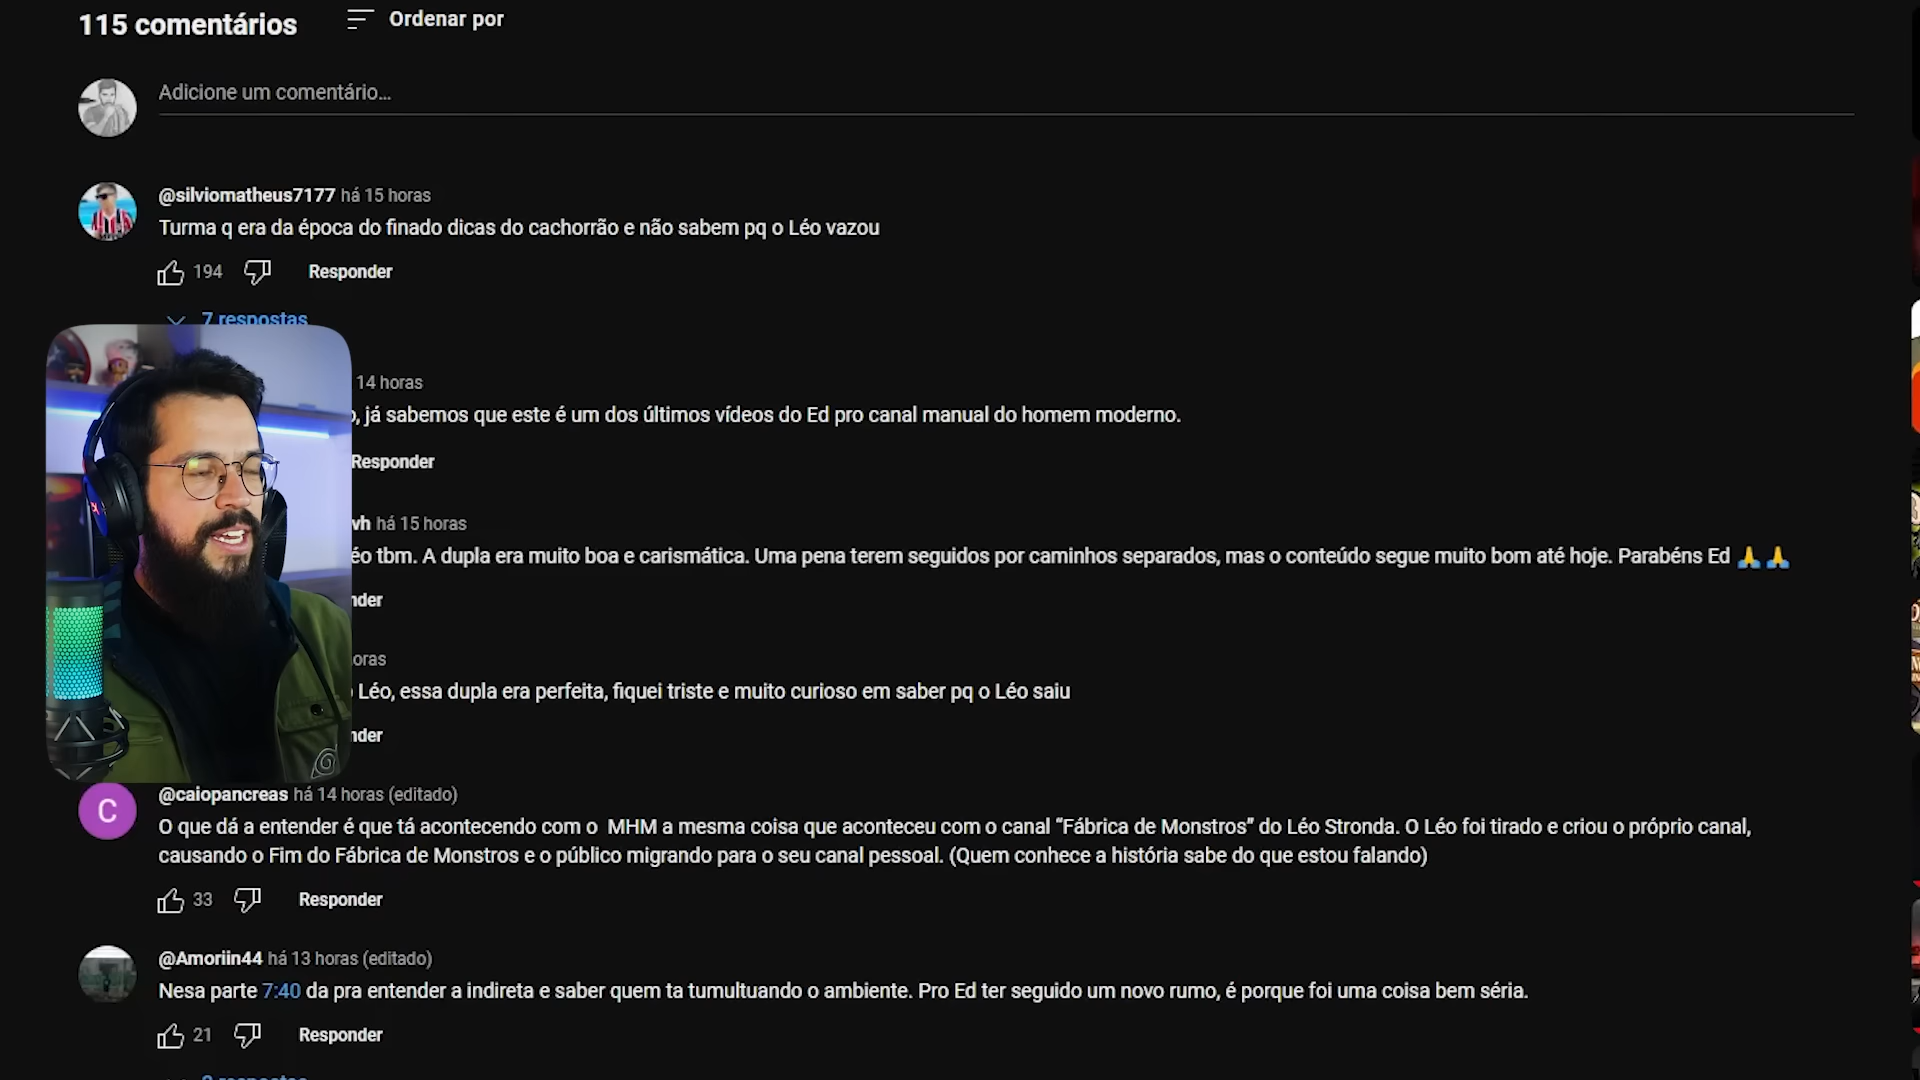 115 comentários
Ordenar por
Adicione um comentário...
@silviomatheus7177 há 15 horas
Turma q era da época do finado dicas do cachorrão e não sabem pq o Léo vazou
194 Responder
7 respostas
14 horas
, já sabemos que este é um dos últimos vídeos do Ed pro canal manual do homem moderno.
Responder
vh há 15 horas
éo tbm. A dupla era muito boa e carismática. Uma pena terem seguidos por caminhos separados, mas o conteúdo segue muito bom até hoje. Parabéns Ed 🙏 🙏
nder
oras
Léo, essa dupla era perfeita, fiquei triste e muito curioso em saber pq o Léo saiu
nder
C
@caiopancreas há 14 horas (editado)
O que dá a entender é que tá acontecendo com o MHM a mesma coisa que aconteceu com o canal “Fábrica de Monstros” do Léo Stronda. O Léo foi tirado e criou o próprio canal,
causando o Fim do Fábrica de Monstros e o público migrando para o seu canal pessoal. (Quem conhece a história sabe do que estou falando)
33 Responder
@Amoriin44 há 13 horas (editado)
Nesa parte 7:40 da pra entender a indireta e saber quem ta tumultuando o ambiente. Pro Ed ter seguido um novo rumo, é porque foi uma coisa bem séria.
21 Responder
respostas